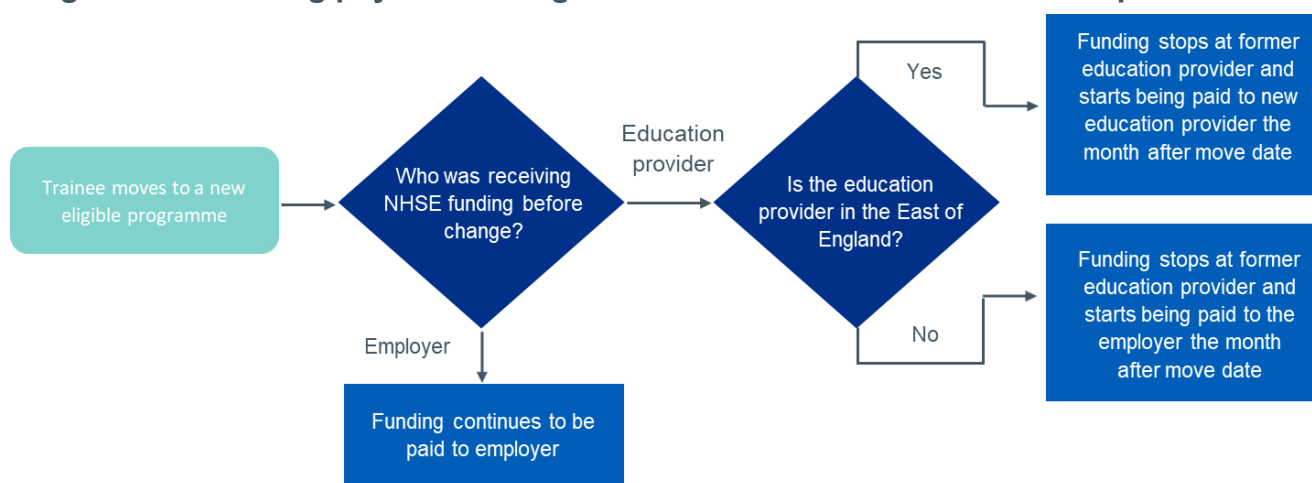 Trainee moves to a new
eligible programme
Who was receiving
NHSE funding before
change?
Education
provider
Employer
Funding continues to be
paid to employer
Is the education
provider in the East of
England?
Yes
Funding stops at former
education provider and
starts being paid to new
education provider the
month after move date
No
Funding stops at former
education provider and
starts being paid to the
employer the month
after move date